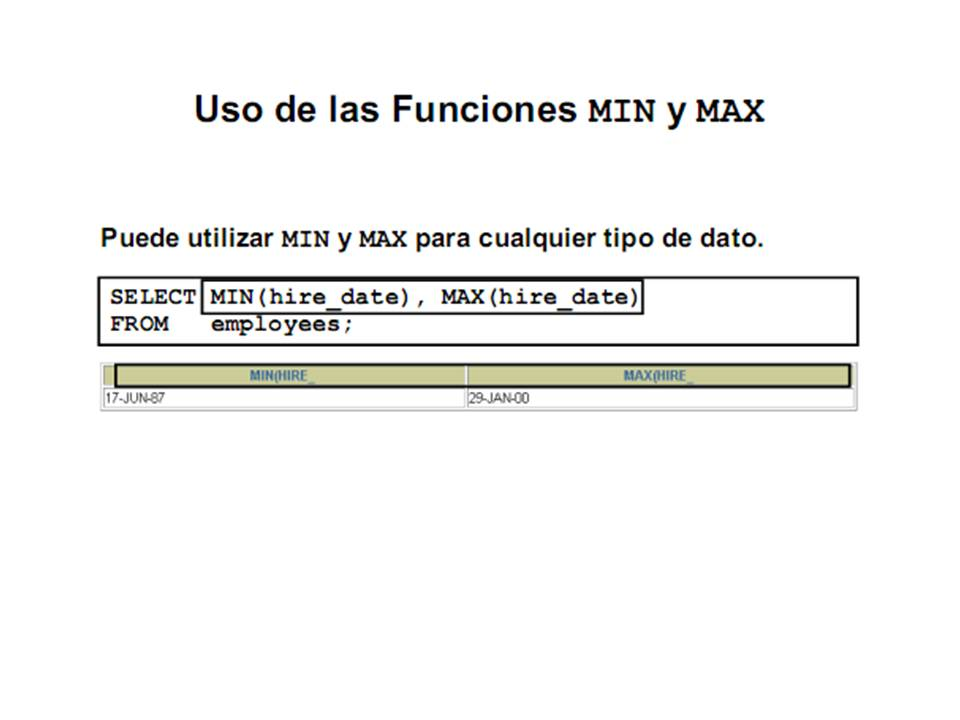 Uso de las Funciones MIN y MAX
Puede utilizar MIN y MAX para cualquier tipo de dato.
SELECT MIN(hire_date), MAX(hire_date)
FROM employees;
MIN(HIRE_ MAX(HIRE_
17-JUN-87 29-JAN-00